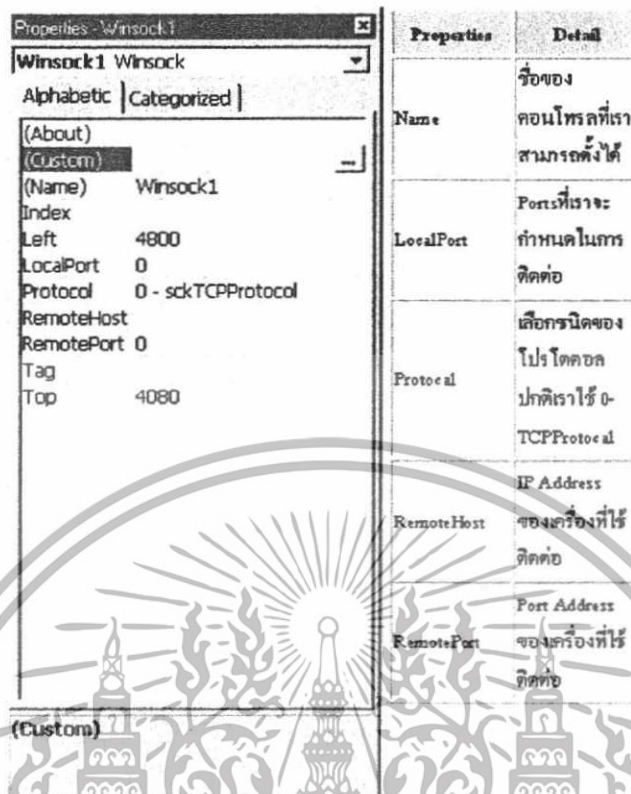 Properties - Winsock1
Winsock1 Winsock
Alphabetic Categorized
(About)
(Custom)
(Name) Winsock1
Index
Left 4800
LocalPort 0
Protocol 0 - sckTCPProtocol
RemoteHost
RemotePort 0
Tag
Top 4080
(Custom)
Properties Detail
Name
ชื่อของ
คอนโทรลที่เรา
สามารถตั้งได้
LocalPort
Portsที่เราจะ
กำหนดในการ
ติดต่อ
Protocal
เลือกชนิดของ
โปรโตคอล
ปกติเราใช้ 0-
TCPProtocal
RemoteHost
IP Address
ของเครื่องที่ใช้
ติดต่อ
RemotePort
Port Address
ของเครื่องที่ใช้
ติดต่อ